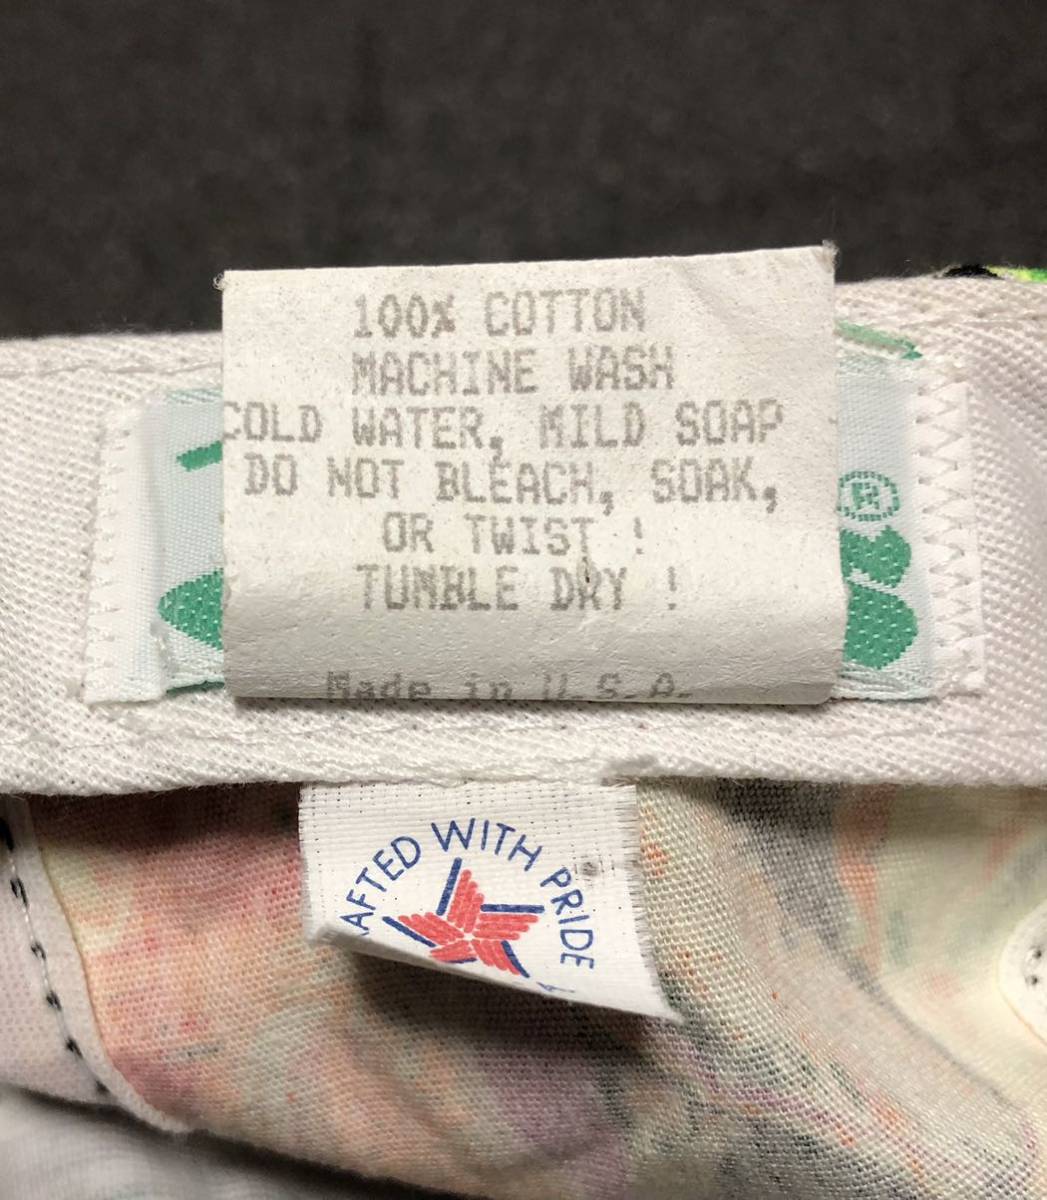 100% COTTON
MACHINE WASH
COLD WATER, MILD SOAP
DO NOT BLEACH, SOAK,
OR TWIST !
TUMBLE DRY !
Made in U.S.A.
®
AFTED WITH PRIDE
A